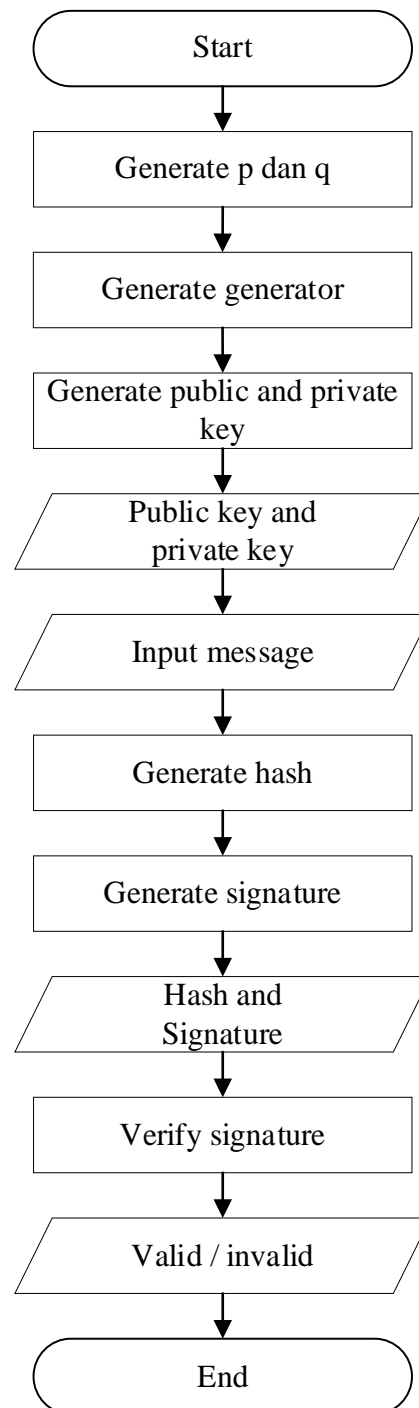 Start
Generate p dan q
Generate generator
Generate public and private
key
Public key and
private key
Input message
Generate hash
Generate signature
Hash and
Signature
Verify signature
Valid / invalid
End